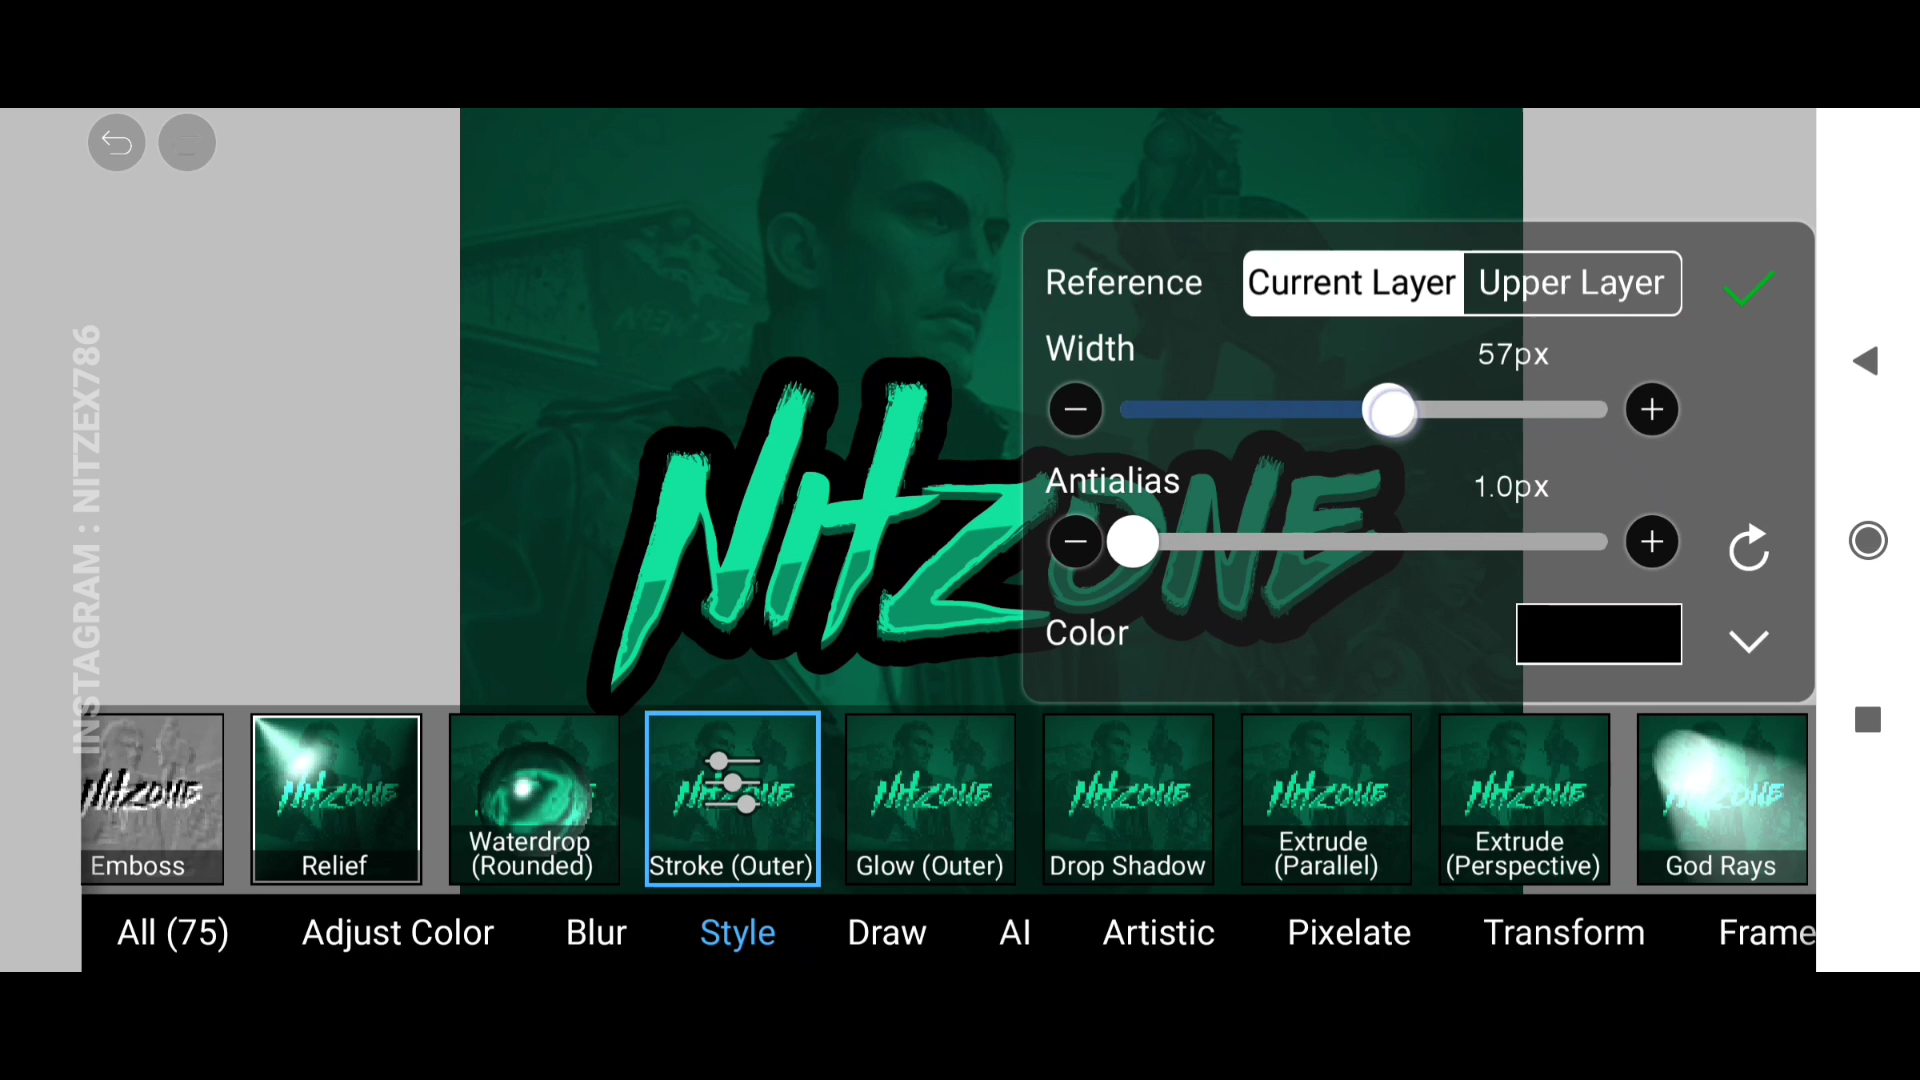 Reference Current Layer Upper Layer
Width 57px
Antialias 1.0px
Color
NITZONE
INSTAGRAM : NITZEX786
Emboss
Relief
Waterdrop
(Rounded)
Stroke (Outer)
Glow (Outer)
Drop Shadow
Extrude
(Parallel)
Extrude
(Perspective)
God Rays
All (75) Adjust Color Blur Style Draw AI Artistic Pixelate Transform Frame